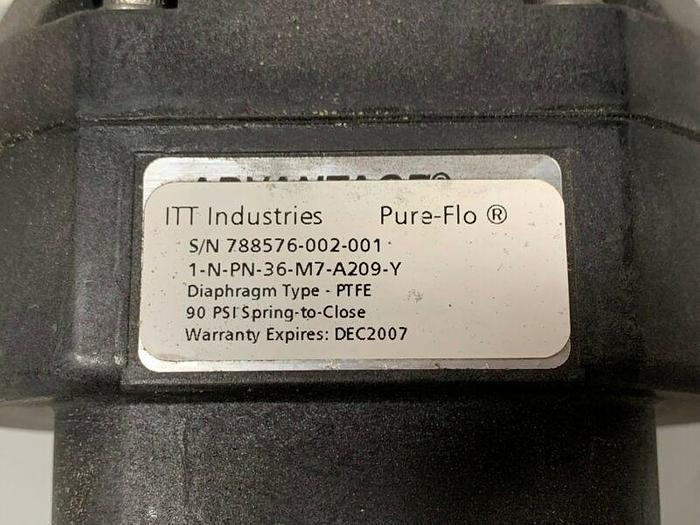 ADVANTAGE®
ITT Industries Pure-Flo ®
S/N 788576-002-001
1-N-PN-36-M7-A209-Y
Diaphragm Type - PTFE
90 PSI Spring-to-Close
Warranty Expires: DEC2007